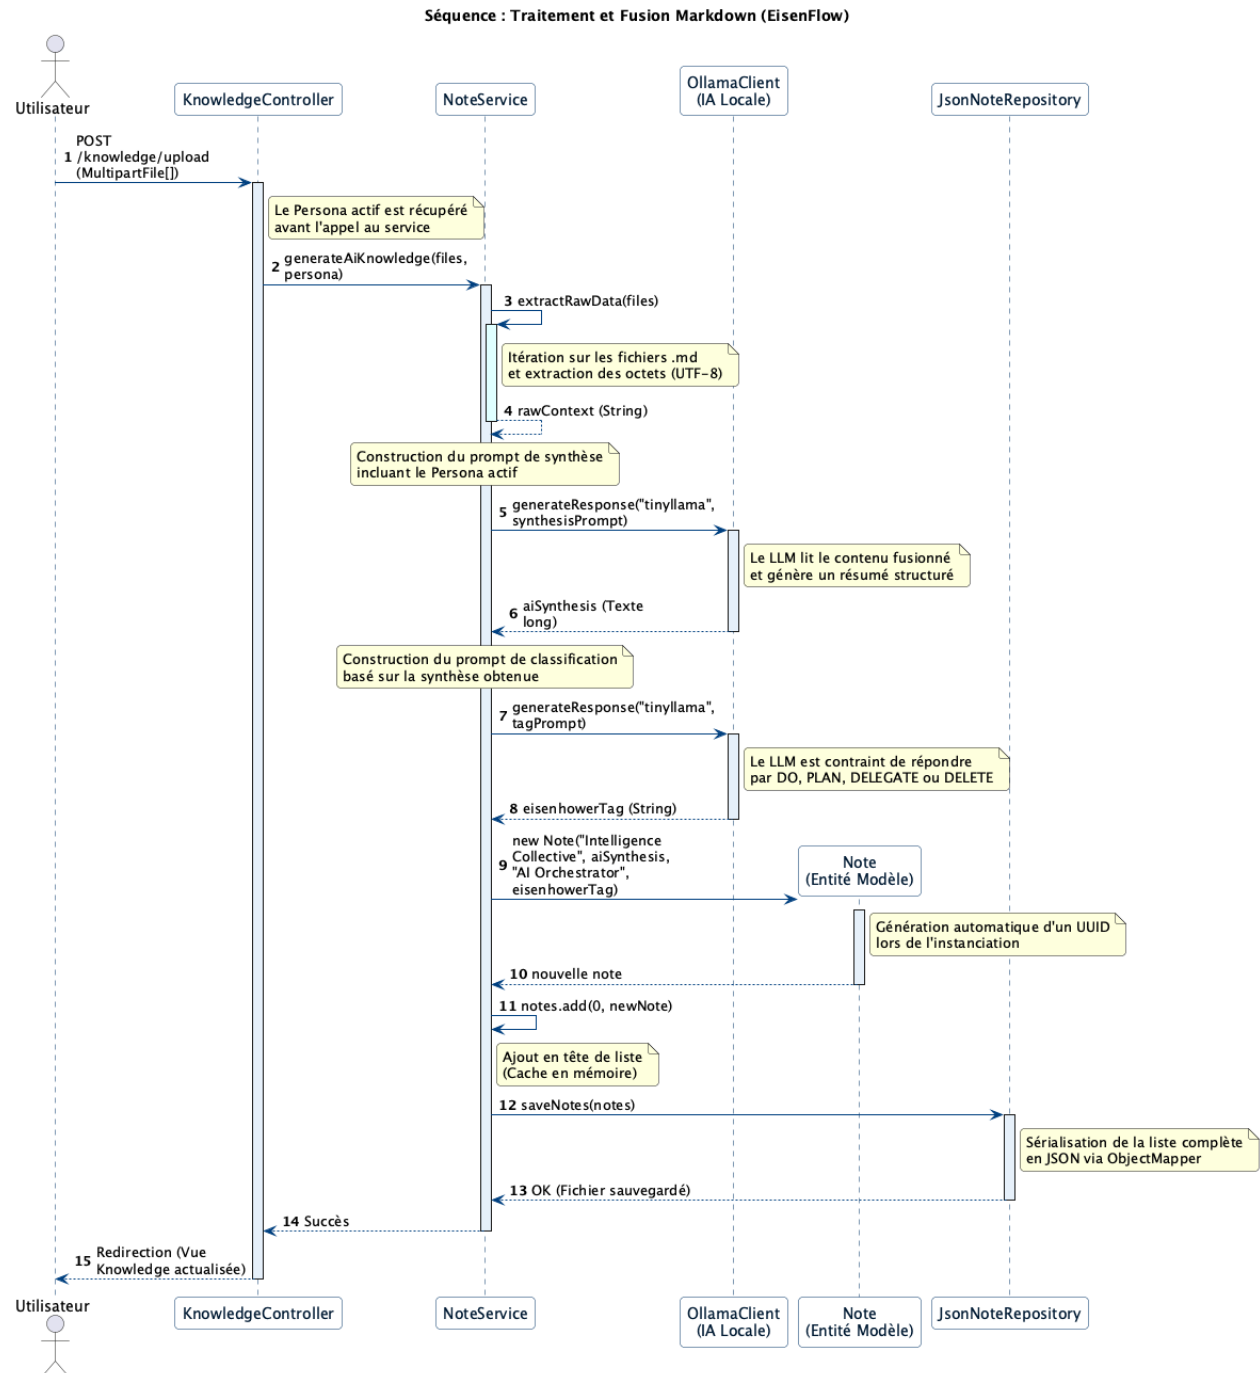 Séquence : Traitement et Fusion Markdown (EisenFlow)
Utilisateur
KnowledgeController
NoteService
OllamaClient
(IA Locale)
JsonNoteRepository
POST
1 /knowledge/upload
(MultipartFile[])
Le Persona actif est récupéré
avant l'appel au service
2 generateAiKnowledge(files,
persona)
3 extractRawData(files)
Itération sur les fichiers .md
et extraction des octets (UTF-8)
4 rawContext (String)
Construction du prompt de synthèse
incluant le Persona actif
5 generateResponse("tinyllama",
synthesisPrompt)
Le LLM lit le contenu fusionné
et génère un résumé structuré
6 aiSynthesis (Texte
long)
Construction du prompt de classification
basé sur la synthèse obtenue
7 generateResponse("tinyllama",
tagPrompt)
Le LLM est contraint de répondre
par DO, PLAN, DELEGATE ou DELETE
8 eisenhowerTag (String)
new Note("Intelligence
Collective", aiSynthesis,
9 "AI Orchestrator",
eisenhowerTag)
Note
(Entité Modèle)
Génération automatique d'un UUID
lors de l'instanciation
10 nouvelle note
11 notes.add(0, newNote)
Ajout en tête de liste
(Cache en mémoire)
12 saveNotes(notes)
Sérialisation de la liste complète
en JSON via ObjectMapper
13 OK (Fichier sauvegardé)
14 Succès
15 Redirection (Vue
Knowledge actualisée)
Utilisateur
KnowledgeController
NoteService
OllamaClient
(IA Locale)
Note
(Entité Modèle)
JsonNoteRepository